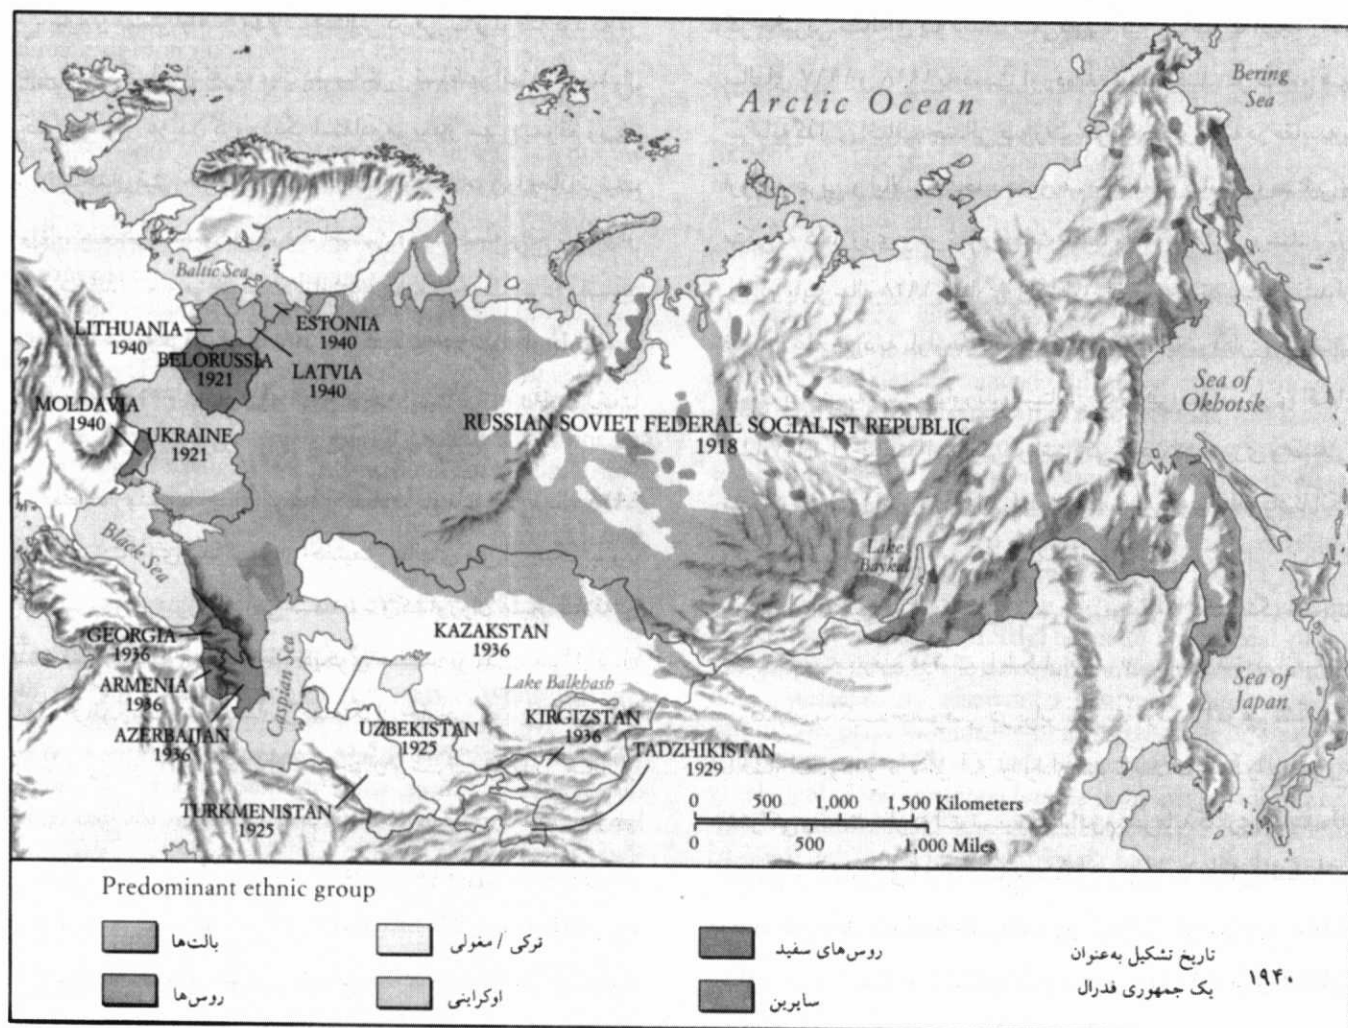 Arctic Ocean
Bering
Sea
Baltic Sea
LITHUANIA
1940
ESTONIA
1940
BELORUSSIA
1921
LATVIA
1940
MOLDAVIA
1940
UKRAINE
1921
RUSSIAN SOVIET FEDERAL SOCIALIST REPUBLIC
1918
Sea of
Okhotsk
Black Sea
Lake
Baykal
GEORGIA
1936
KAZAKSTAN
1936
ARMENIA
1936
Caspian Sea
Lake Balkhash
Sea of
Japan
AZERBAIJAN
1936
UZBEKISTAN
1925
KIRGIZSTAN
1936
TADZHIKISTAN
1929
TURKMENISTAN
1925
0 500 1,000 1,500 Kilometers
0 500 1,000 Miles
Predominant ethnic group
بالت‌ها
ترکی / مغولی
روس‌های سفید
تاریخ تشکیل به‌عنوان
یک جمهوری فدرال
۱۹۴۰
روس‌ها
اوکراینی
سایرین